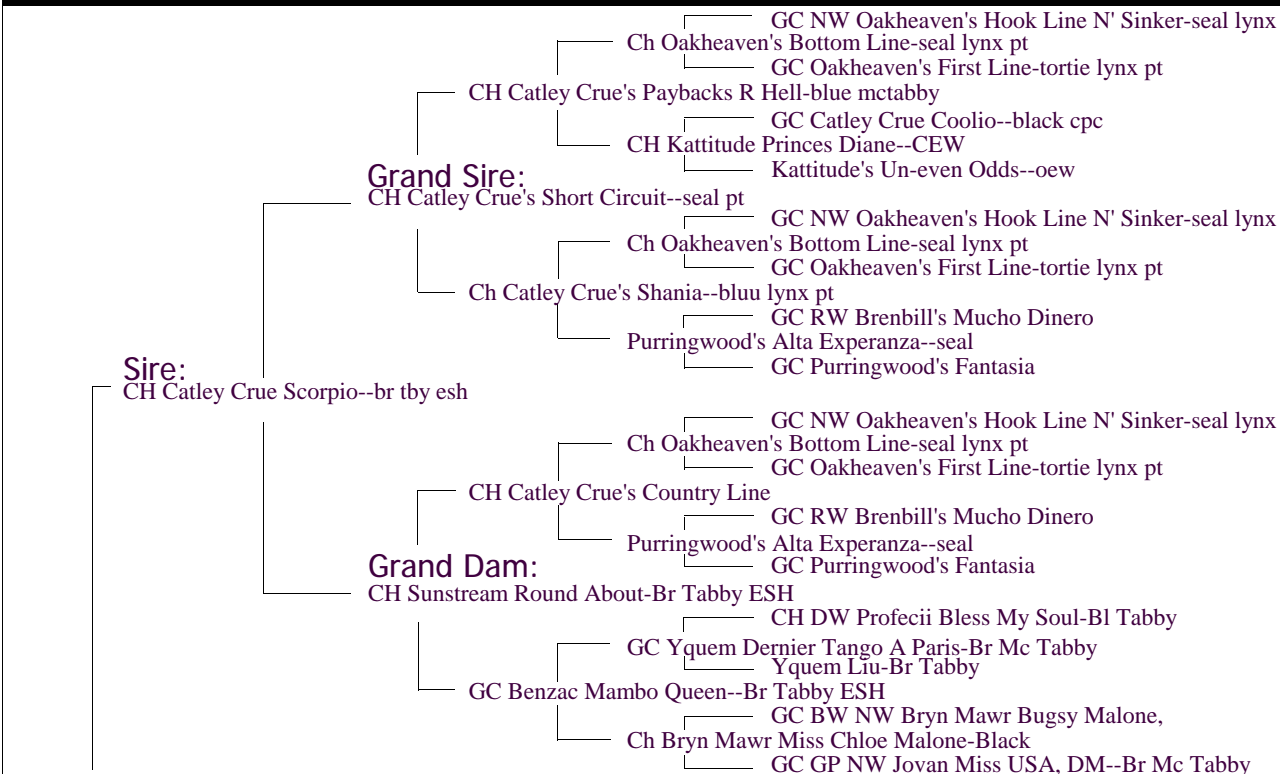 GC NW Oakheaven's Hook Line N' Sinker-seal lynx
Ch Oakheaven's Bottom Line-seal lynx pt
GC Oakheaven's First Line-tortie lynx pt
CH Catley Crue's Paybacks R Hell-blue mctabby
GC Catley Crue Coolio--black cpc
CH Kattitude Princes Diane--CEW
Kattitude's Un-even Odds--oew
Grand Sire:
CH Catley Crue's Short Circuit--seal pt
GC NW Oakheaven's Hook Line N' Sinker-seal lynx
Ch Oakheaven's Bottom Line-seal lynx pt
GC Oakheaven's First Line-tortie lynx pt
Ch Catley Crue's Shania--bluu lynx pt
GC RW Brenbill's Mucho Dinero
Purringwood's Alta Experanza--seal
GC Purringwood's Fantasia
Sire:
CH Catley Crue Scorpio--br tby esh
GC NW Oakheaven's Hook Line N' Sinker-seal lynx
Ch Oakheaven's Bottom Line-seal lynx pt
GC Oakheaven's First Line-tortie lynx pt
CH Catley Crue's Country Line
GC RW Brenbill's Mucho Dinero
Purringwood's Alta Experanza--seal
GC Purringwood's Fantasia
Grand Dam:
CH Sunstream Round About-Br Tabby ESH
CH DW Profecii Bless My Soul-Bl Tabby
GC Yquem Dernier Tango A Paris-Br Mc Tabby
Yquem Liu-Br Tabby
GC Benzac Mambo Queen--Br Tabby ESH
GC BW NW Bryn Mawr Bugsy Malone,
Ch Bryn Mawr Miss Chloe Malone-Black
GC GP NW Jovan Miss USA, DM--Br Mc Tabby